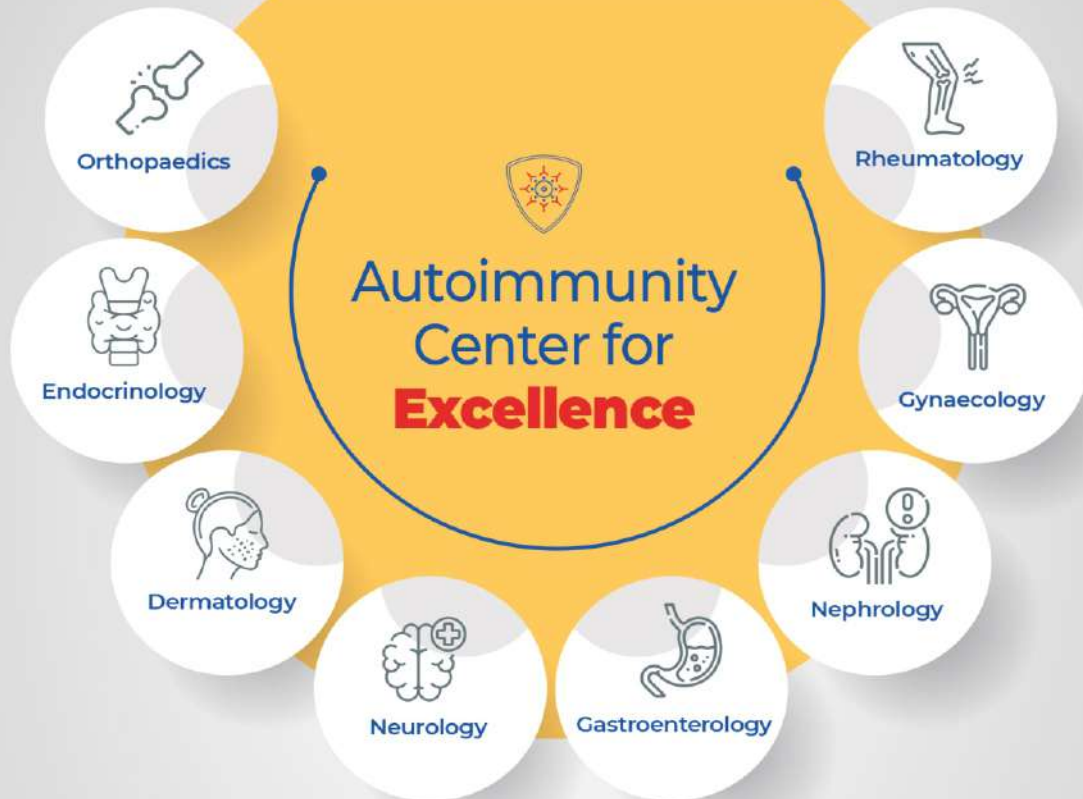 Orthopaedics
Rheumatology
Autoimmunity
Center for
Excellence
Endocrinology
Gynaecology
Dermatology
Nephrology
Neurology
Gastroenterology